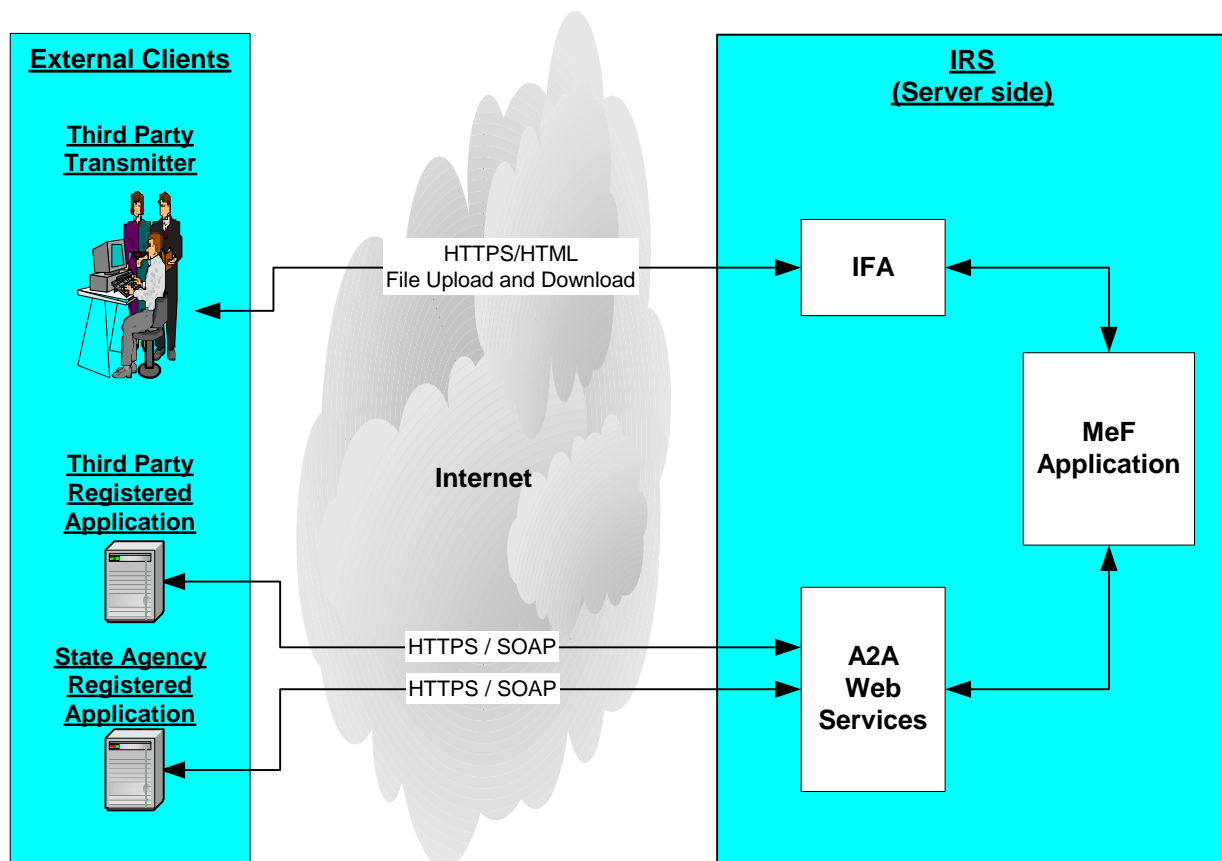 External Clients
Third Party
Transmitter
Third Party
Registered
Application
State Agency
Registered
Application
HTTPS/HTML
File Upload and Download
Internet
HTTPS / SOAP
HTTPS / SOAP
IRS
(Server side)
IFA
MeF
Application
A2A
Web
Services